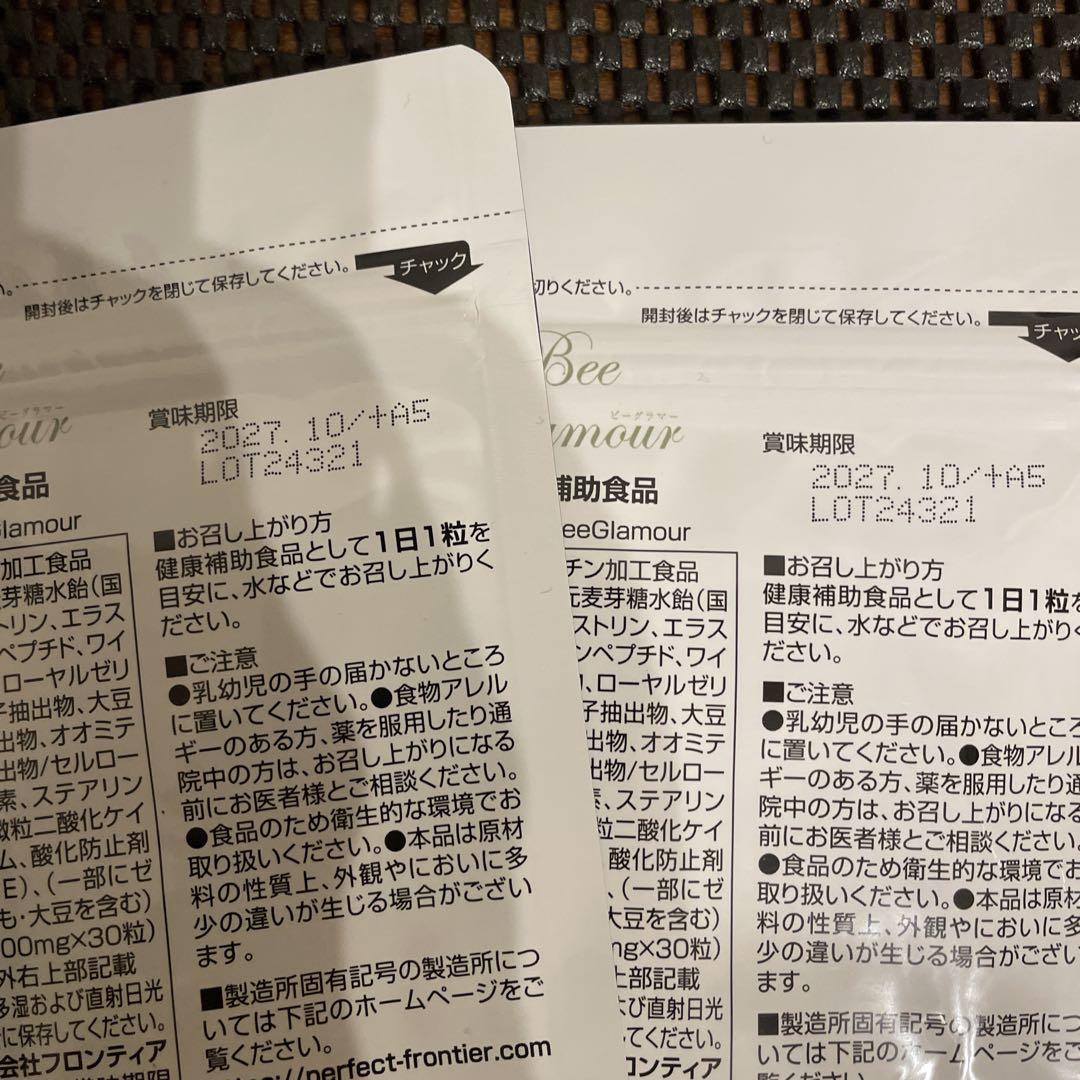 い。
開封後はチャックを閉じて保存してください。
チャック
ビーグラマー
our
賞味期限
2027. 10/+A5
LOT24321
食品
Glamour
加工食品
芽糖水飴(国
トリン、エラス
ペプチド、ワイ
ローヤルゼリ
子抽出物、大豆
出物、オオミテ
出物/セルロー
素、ステアリン
微粒二酸化ケイ
ム、酸化防止剤
E)、(一部にゼ
も・大豆を含む)
00mg×30粒)
外右上部記載
多湿および直射日光
に保存してください。
会社フロンティア
■お召し上がり方
健康補助食品として1日1粒を
目安に、水などでお召し上がりく
ださい。
■ご注意
●乳幼児の手の届かないところ
に置いてください。●食物アレル
ギーのある方、薬を服用したり通
院中の方は、お召し上がりになる
前にお医者様とご相談ください。
●食品のため衛生的な環境でお
取り扱いください。●本品は原材
料の性質上、外観やにおいに多
少の違いが生じる場合がござい
ます。
■製造所固有記号の製造所につ
いては下記のホームページをご
覧ください。
perfect-frontier.com
切りください。
開封後はチャックを閉じて保存してください。
チャッ
Bee
ビーグラマー
amour
賞味期限
2027. 10/+A5
LOT24321
補助食品
eeGlamour
チン加工食品
元麦芽糖水飴(国
ストリン、エラス
ンペプチド、ワイ
、ローヤルゼリ
子抽出物、大豆
出物、オオミテ
出物/セルロー
素、ステアリン
粒二酸化ケイ
酸化防止剤
、(一部にゼ
大豆を含む)
mg×30粒)
上部記載
よび直射日光
てください。
ロンティア
■お召し上がり方
健康補助食品として1日1粒を
目安に、水などでお召し上がりく
ださい。
■ご注意
●乳幼児の手の届かないところ
に置いてください。●食物アレル
ギーのある方、薬を服用したり通
院中の方は、お召し上がりになる
前にお医者様とご相談ください。
●食品のため衛生的な環境でお
取り扱いください。●本品は原材
料の性質上、外観やにおいに多
少の違いが生じる場合がござい
ます。
■製造所固有記号の製造所につ
いては下記のホームページをご